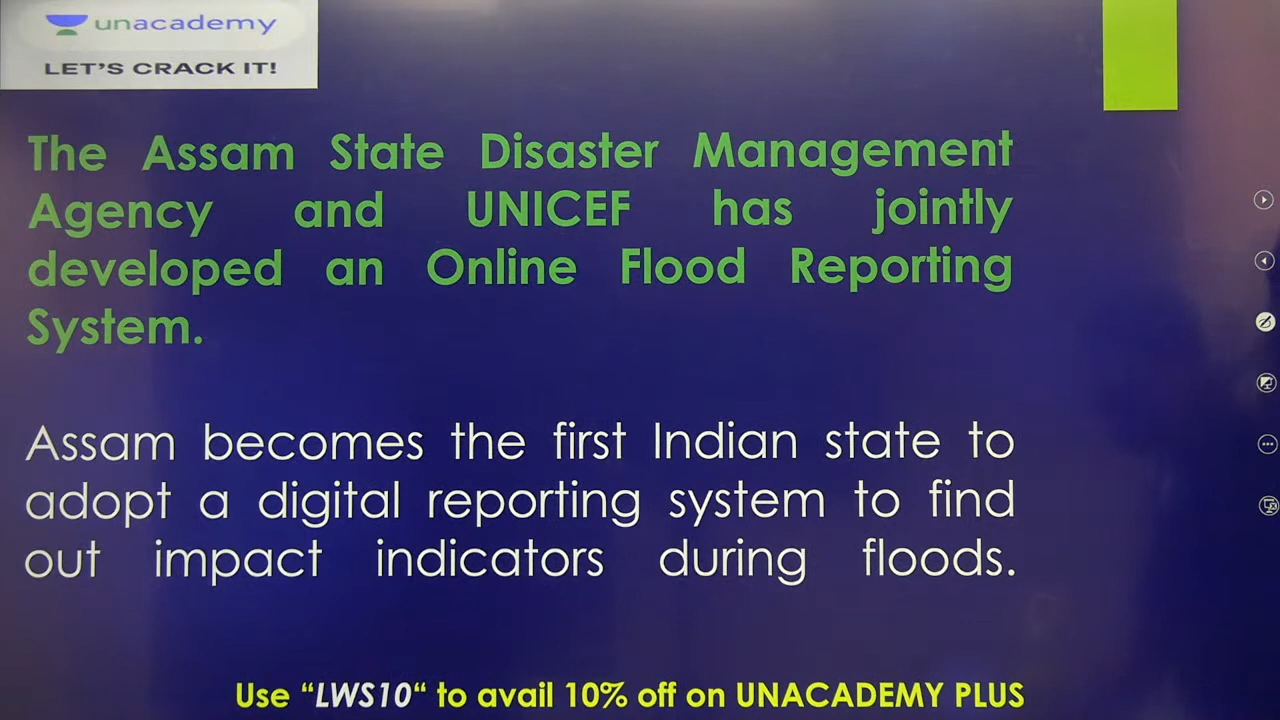 unacademy
LET'S CRACK IT!
The Assam State Disaster Management
Agency and UNICEF has jointly
developed an Online Flood Reporting
System.
Assam becomes the first Indian state to
adopt a digital reporting system to find
out impact indicators during floods.
Use “LWS10“ to avail 10% off on UNACADEMY PLUS